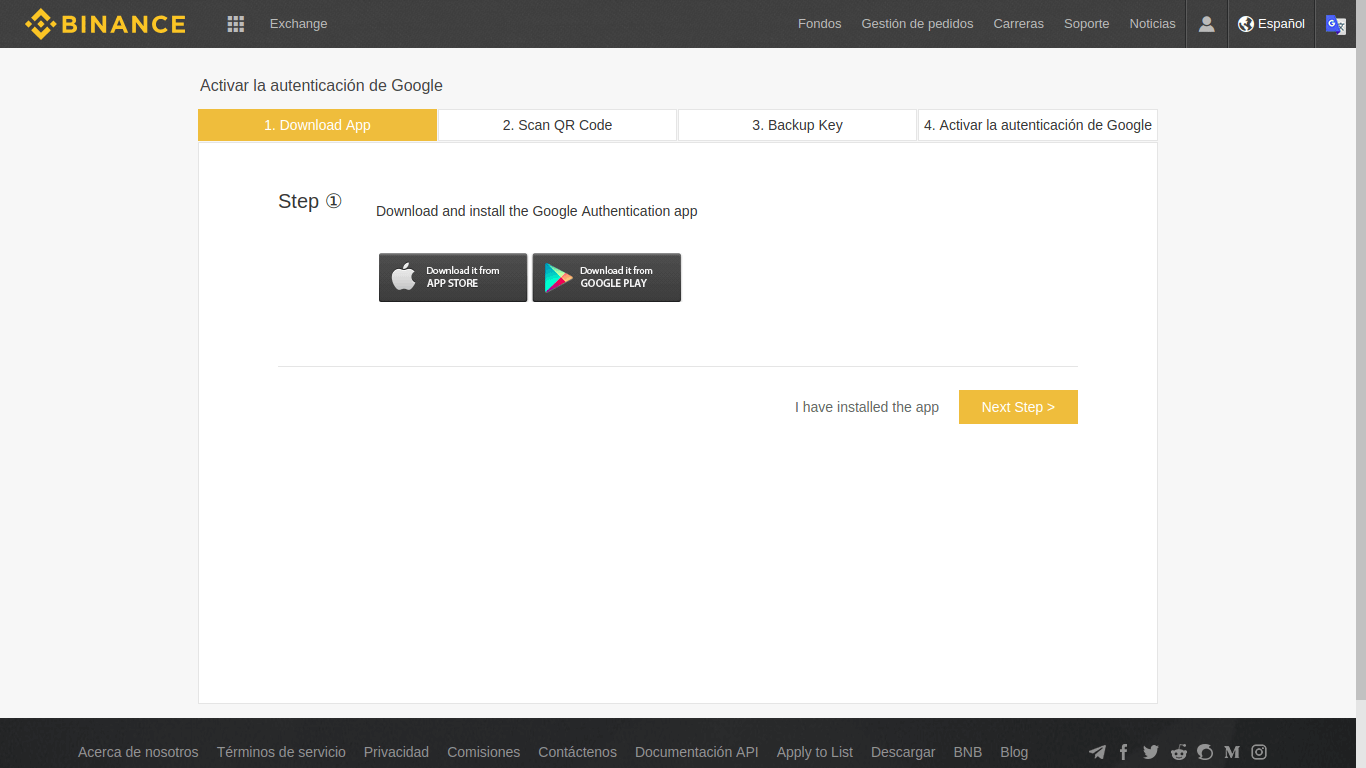 BINANCE Exchange Fondos Gestión de pedidos Carreras Soporte Noticias Español
Activar la autenticación de Google
1. Download App 2. Scan QR Code 3. Backup Key 4. Activar la autenticación de Google
Step ①
Download and install the Google Authentication app
Download it from
APP STORE
Download it from
GOOGLE PLAY
I have installed the app Next Step >
Acerca de nosotros Términos de servicio Privacidad Comisiones Contáctenos Documentación API Apply to List Descargar BNB Blog